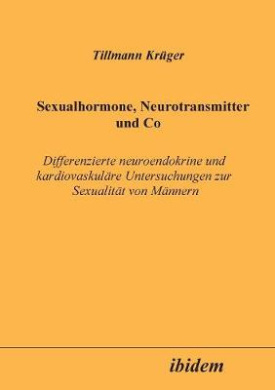 Tillmann Krüger
Sexualhormone, Neurotransmitter
und Co
Differenzierte neuroendokrine und
kardiovaskuläre Untersuchungen zur
Sexualität von Männern
ibidem